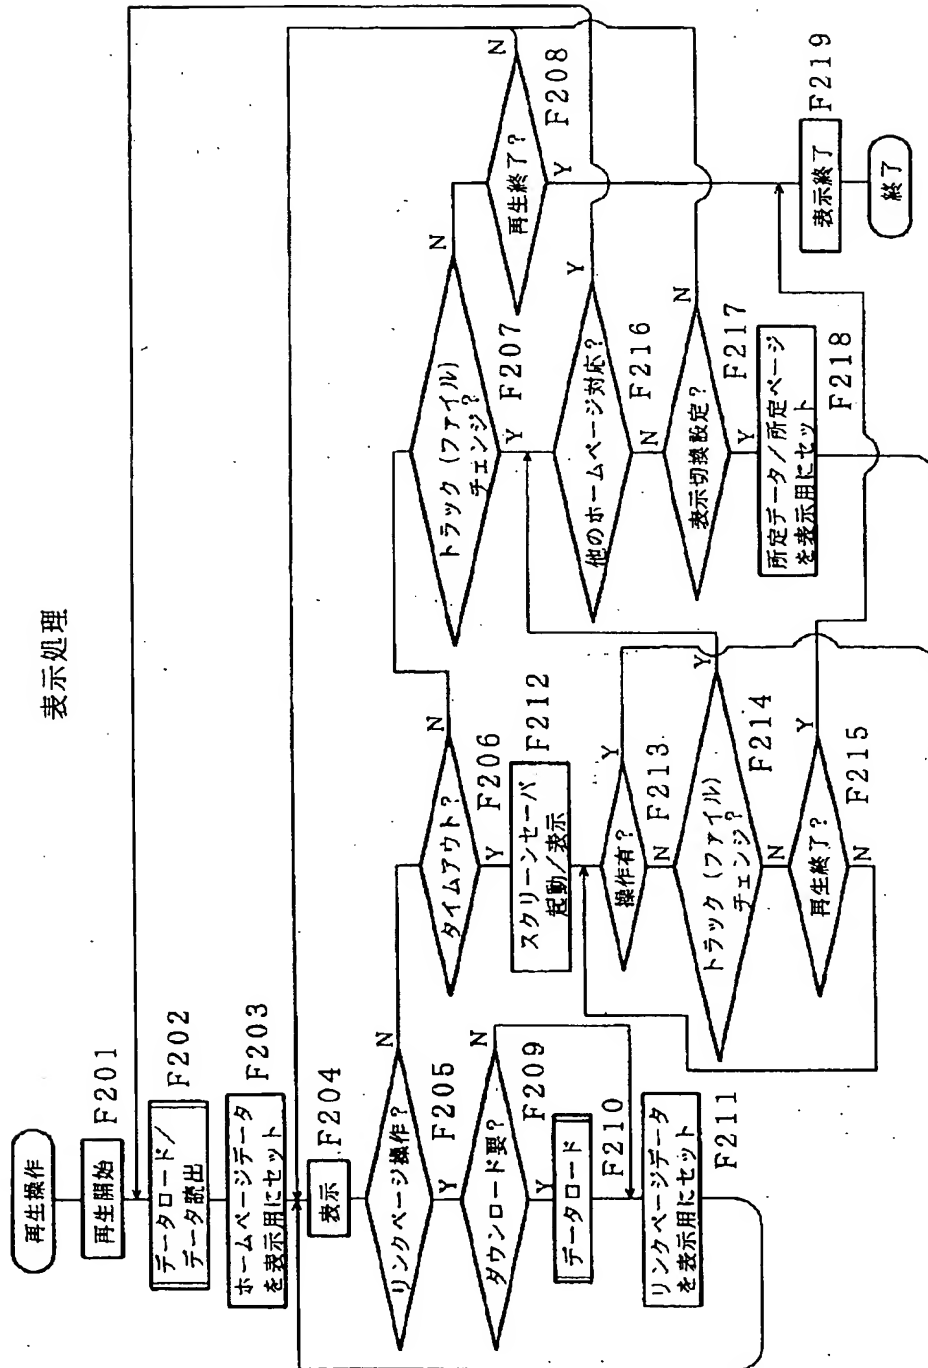 表示処理
再生操作
再生開始
F201
データロード／
データ読出
F202
ホームページデータ
を表示用にセット
F203
表示
F204
リンクページ操作？
N
F205
Y
ダウンロード要？
N
F209
Y
データロード
F210
リンクページデータ
を表示用にセット
F211
タイムアウト？
N
F206
Y
スクリーンセーバ
起動／表示
F212
操作有？
Y
F213
N
トラック（ファイル）
チェンジ？
Y
F214
N
再生終了？
Y
F215
N
トラック（ファイル）
チェンジ？
N
F207
Y
再生終了？
N
F208
Y
他のホームページ対応？
Y
F216
N
表示切換設定？
N
F217
Y
所定データ／所定ページ
を表示用にセット
F218
表示終了
F219
終了